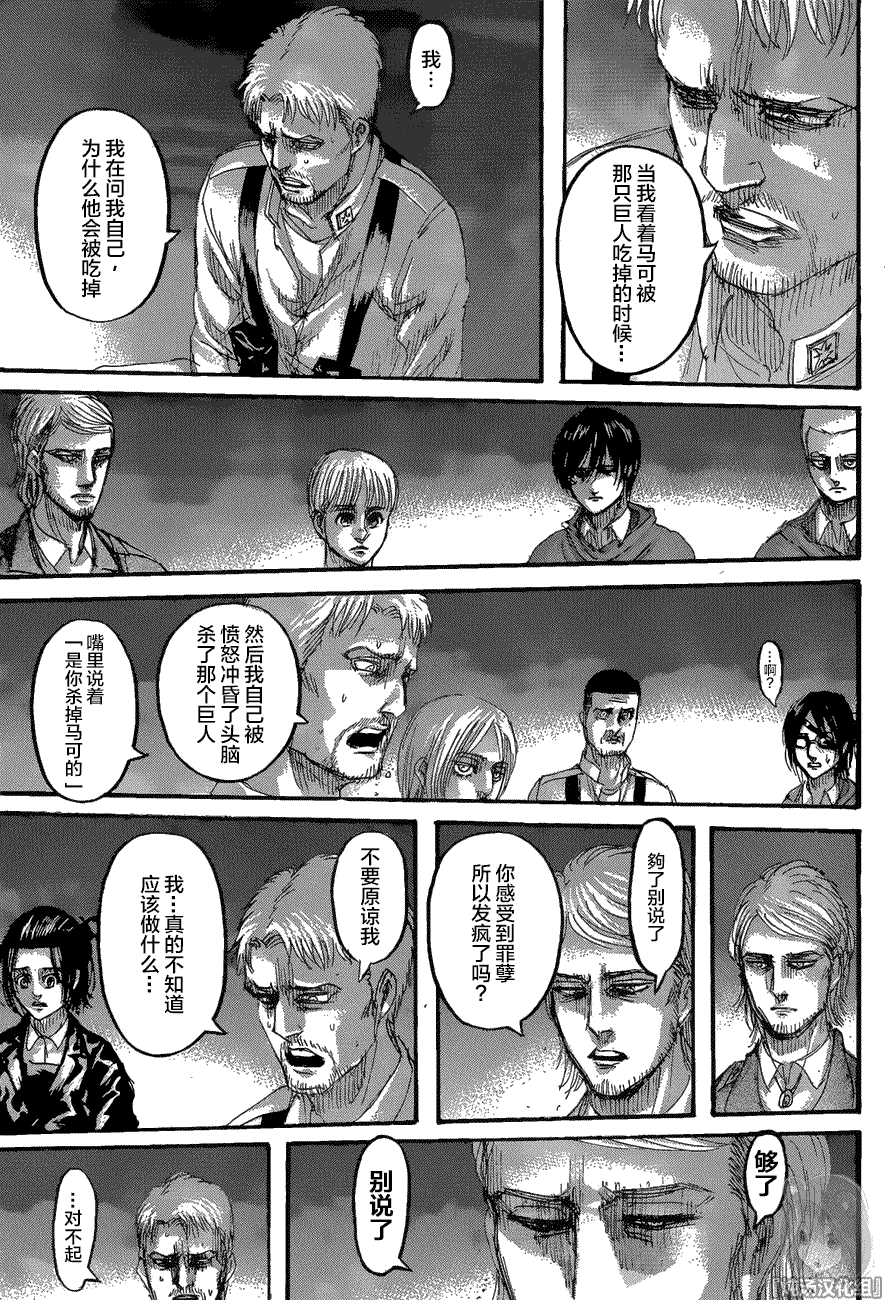 当我看着马可被
那只巨人吃掉的时候…
我…
我在问我自己，
为什么他会被吃掉
…啊？
然后我自己被
愤怒冲昏了头脑
杀了那个巨人
嘴里说着
「是你杀掉马可的」
夠了别说了
你感受到罪孽
所以发疯了吗？
不要原谅我
我…真的不知道
应该做什么…
够了
别说了
…对不起
汉化组』